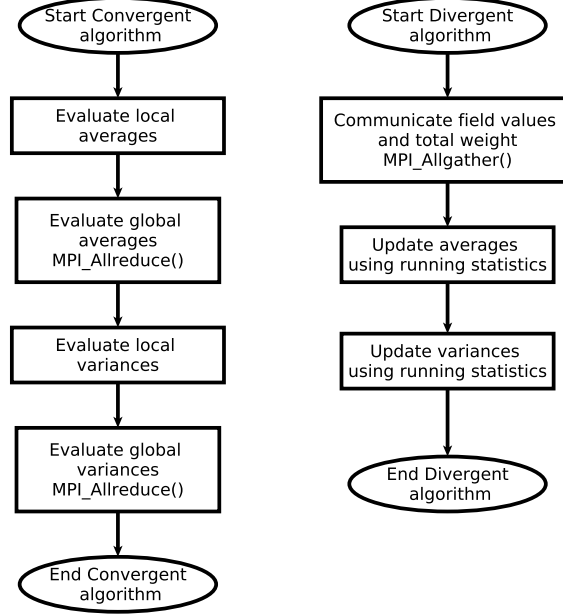 Start Convergent
algorithm
Evaluate local
averages
Evaluate global
averages
MPI_Allreduce()
Evaluate local
variances
Evaluate global
variances
MPI_Allreduce()
End Convergent
algorithm
Start Divergent
algorithm
Communicate field values
and total weight
MPI_Allgather()
Update averages
using running statistics
Update variances
using running statistics
End Divergent
algorithm